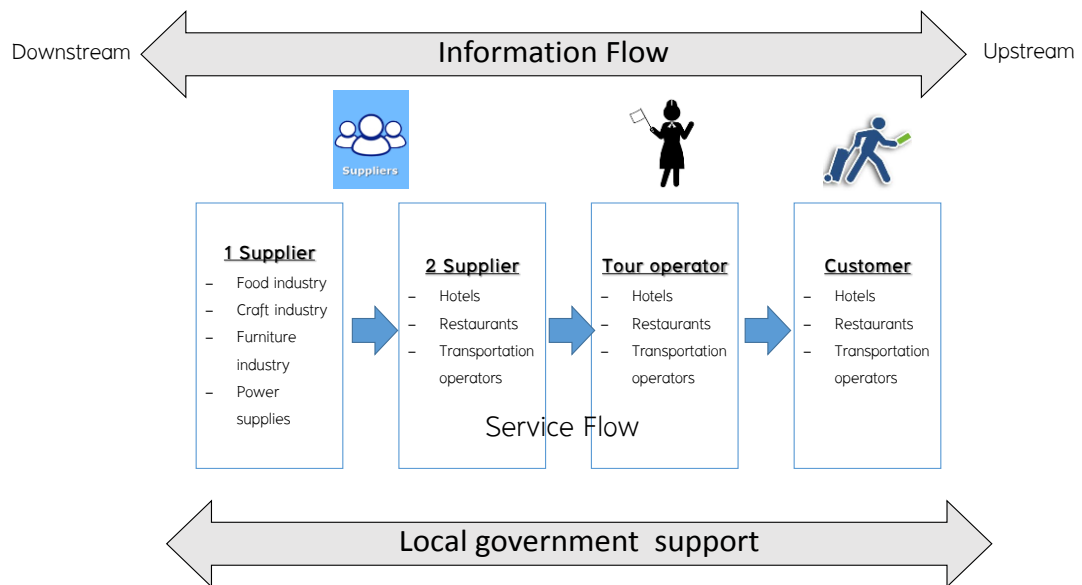 Information Flow
Downstream
Upstream
Suppliers
1 Supplier
– Food industry
– Craft industry
– Furniture
industry
– Power
supplies
2 Supplier
– Hotels
– Restaurants
– Transportation
operators
Tour operator
– Hotels
– Restaurants
– Transportation
operators
Customer
– Hotels
– Restaurants
– Transportation
operators
Service Flow
Local government support